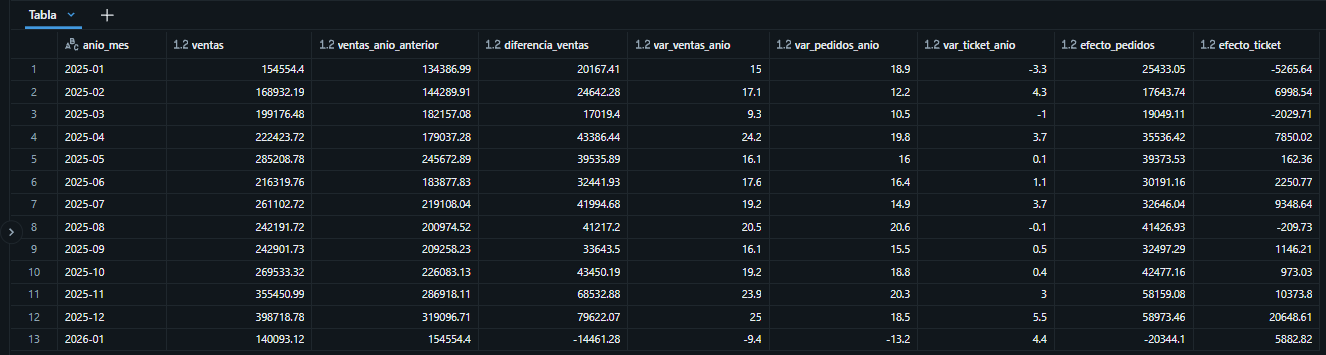 Tabla
anio_mes 1.2 ventas 1.2 ventas_anio_anterior 1.2 diferencia_ventas 1.2 var_ventas_anio 1.2 var_pedidos_anio 1.2 var_ticket_anio 1.2 efecto_pedidos 1.2 efecto_ticket
1 2025-01 154554.4 134386.99 20167.41 15 18.9 -3.3 25433.05 -5265.64
2 2025-02 168932.19 144289.91 24642.28 17.1 12.2 4.3 17643.74 6998.54
3 2025-03 199176.48 182157.08 17019.4 9.3 10.5 -1 19049.11 -2029.71
4 2025-04 222423.72 179037.28 43386.44 24.2 19.8 3.7 35536.42 7850.02
5 2025-05 285208.78 245672.89 39535.89 16.1 16 0.1 39373.53 162.36
6 2025-06 216319.76 183877.83 32441.93 17.6 16.4 1.1 30191.16 2250.77
7 2025-07 261102.72 219108.04 41994.68 19.2 14.9 3.7 32646.04 9348.64
8 2025-08 242191.72 200974.52 41217.2 20.5 20.6 -0.1 41426.93 -209.73
9 2025-09 242901.73 209258.23 33643.5 16.1 15.5 0.5 32497.29 1146.21
10 2025-10 269533.32 226083.13 43450.19 19.2 18.8 0.4 42477.16 973.03
11 2025-11 355450.99 286918.11 68532.88 23.9 20.3 3 58159.08 10373.8
12 2025-12 398718.78 319096.71 79622.07 25 18.5 5.5 58973.46 20648.61
13 2026-01 140093.12 154554.4 -14461.28 -9.4 -13.2 4.4 -20344.1 5882.82